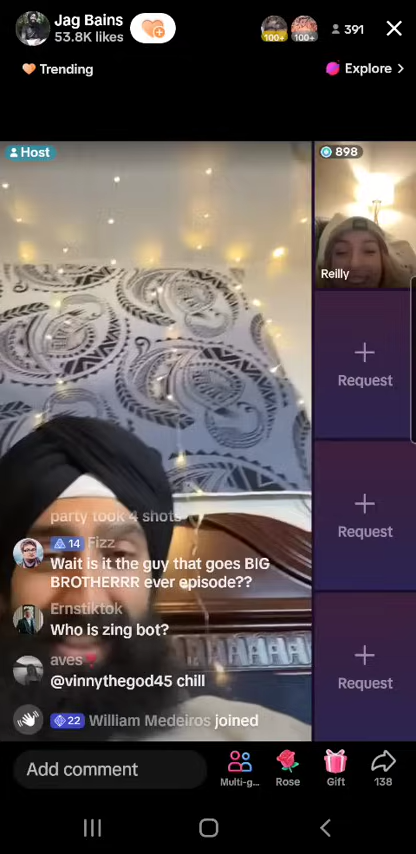 Jag Bains
53.8K likes
100+
100+
391
Trending
Explore >
Host
898
Reilly
Request
Request
Request
party took 4 shots
14 Fizz
Wait is it the guy that goes BIG
BROTHERRR ever episode??
Ernstiktok
Who is zing bot?
aves
@vinnythegod45 chill
22 William Medeiros joined
Add comment
Multi-g...
Rose
Gift
138